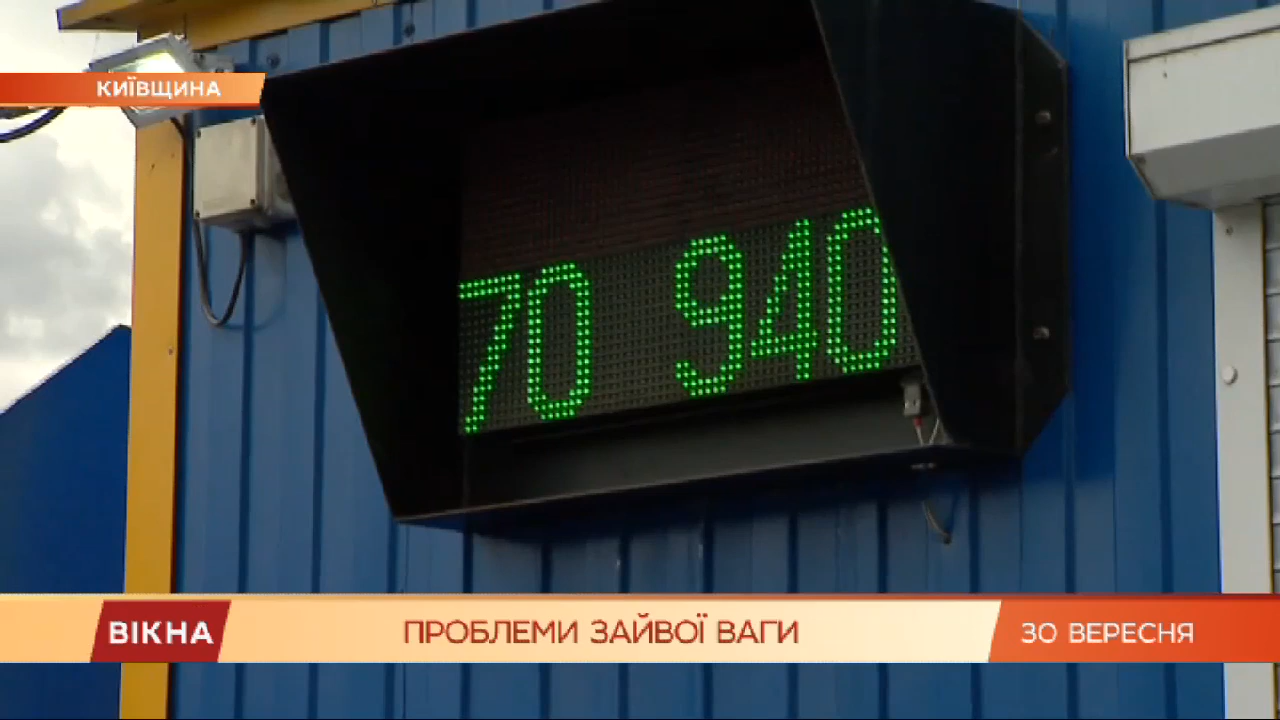 КИЇВЩИНА
70 940
ВІКНА
ПРОБЛЕМИ ЗАЙВОЇ ВАГИ
30 ВЕРЕСНЯ